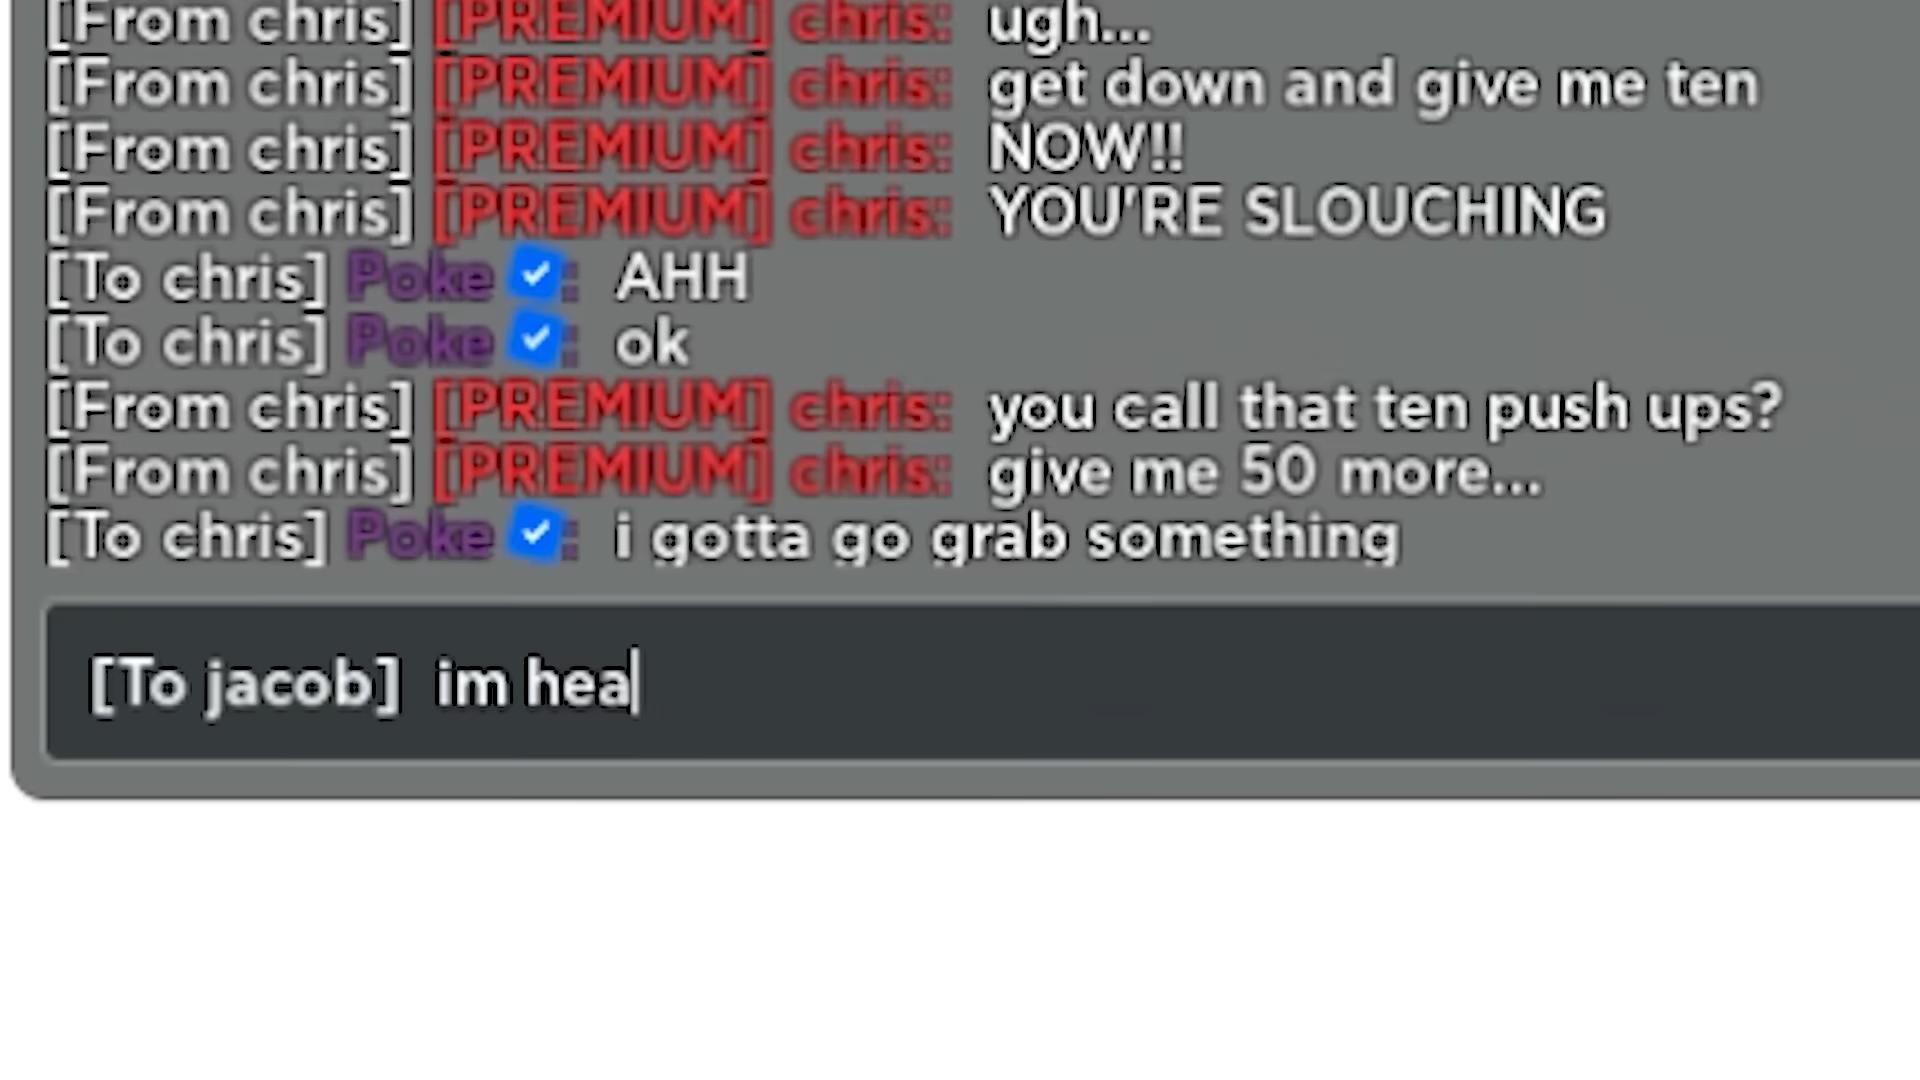 [From chris] [PREMIUM] chris: ugh...
[From chris] [PREMIUM] chris: get down and give me ten
[From chris] [PREMIUM] chris: NOW!!
[From chris] [PREMIUM] chris: YOU'RE SLOUCHING
[To chris] Poke : AHH
[To chris] Poke : ok
[From chris] [PREMIUM] chris: you call that ten push ups?
[From chris] [PREMIUM] chris: give me 50 more...
[To chris] Poke : i gotta go grab something
[To jacob] im hea